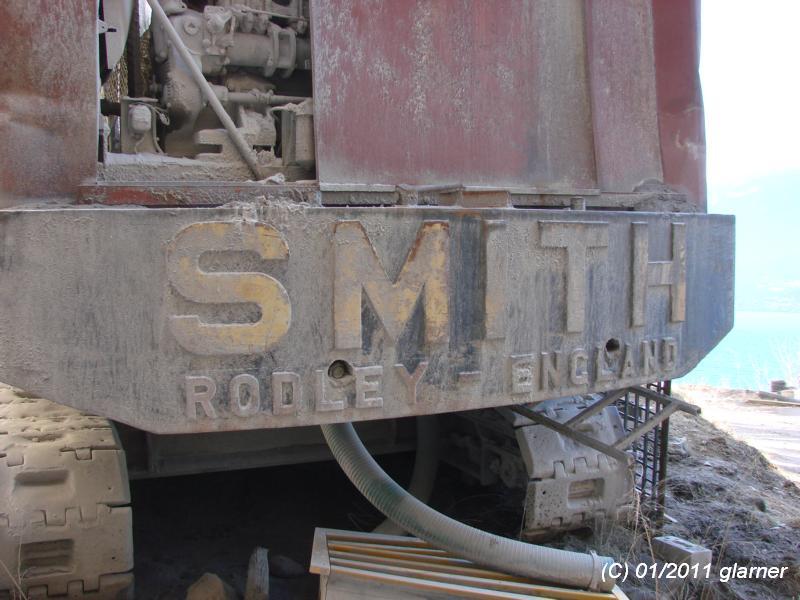 SMITH
RODLEY - ENGLAND
(C) 01/2011 glarner